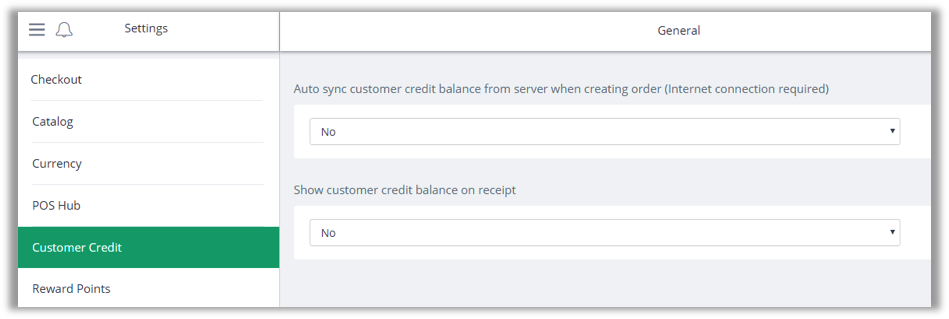 Settings
General
Checkout
Catalog
Currency
POS Hub
Customer Credit
Reward Points
Auto sync customer credit balance from server when creating order (Internet connection required)
No
Show customer credit balance on receipt
No